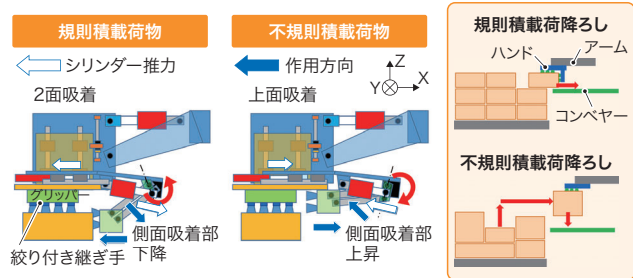 規則積載荷物
不規則積載荷物
シリンダー推力
作用方向
Z
Y
X
2面吸着
上面吸着
グリッパー
絞り付き継ぎ手
側面吸着部
下降
側面吸着部
上昇
規則積載荷降ろし
ハンド
アーム
コンベヤー
不規則積載荷降ろし